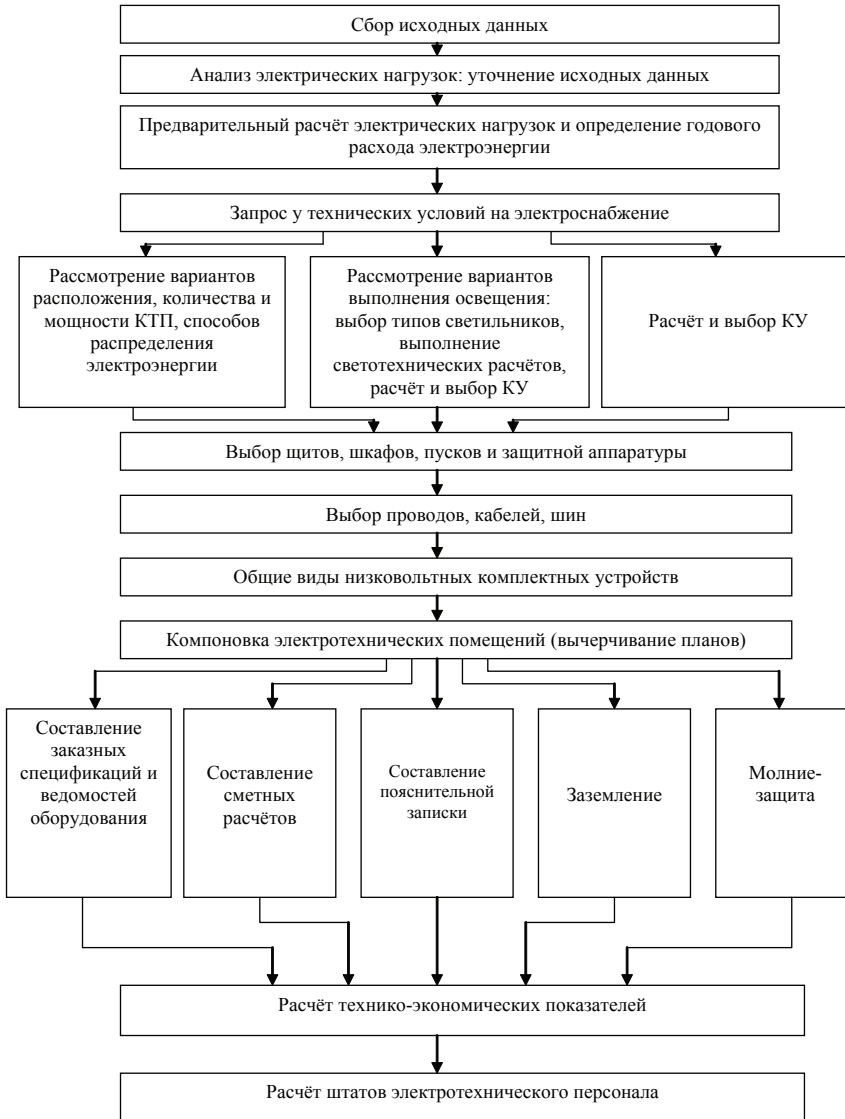 Сбор исходных данных
Анализ электрических нагрузок: уточнение исходных данных
Предварительный расчёт электрических нагрузок и определение годового
расхода электроэнергии
Запрос у технических условий на электроснабжение
Рассмотрение вариантов
расположения, количества и
мощности КТП, способов
распределения
электроэнергии
Рассмотрение вариантов
выполнения освещения:
выбор типов светильников,
выполнение
светотехнических расчётов,
расчёт и выбор КУ
Расчёт и выбор КУ
Выбор щитов, шкафов, пусков и защитной аппаратуры
Выбор проводов, кабелей, шин
Общие виды низковольтных комплектных устройств
Компоновка электротехнических помещений (вычерчивание планов)
Составление
заказных
спецификаций и
ведомостей
оборудования
Составление
сметных
расчётов
Составление
пояснительной
записки
Заземление
Молние-
защита
Расчёт технико-экономических показателей
Расчёт штатов электротехнического персонала